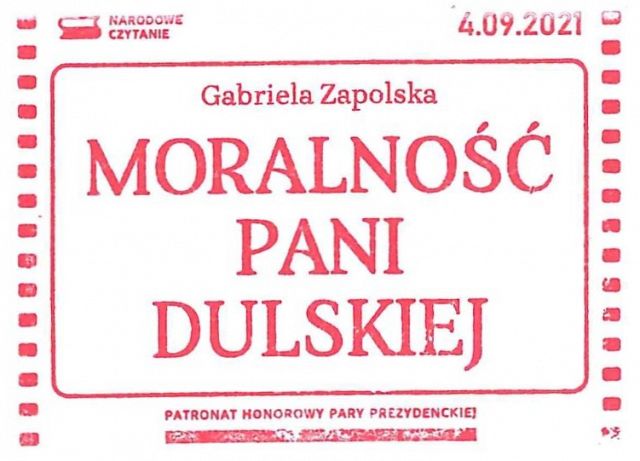 NARODOWE
CZYTANIE
4.09.2021
Gabriela Zapolska
MORALNOŚĆ
PANI
DULSKIEJ
PATRONAT HONOROWY PARY PREZYDENCKIEJ